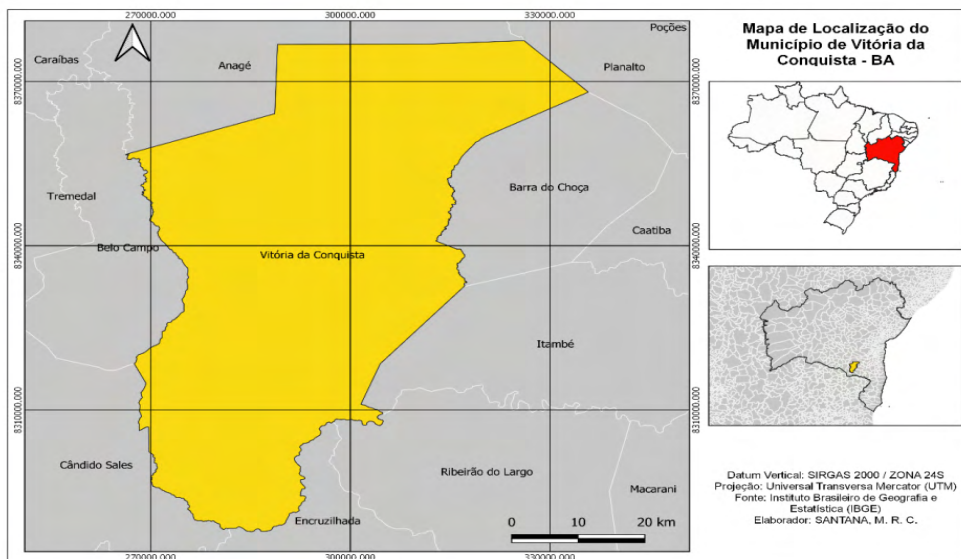 270000.000
300000.000
330000.000
Poções
Caraíbas
Anagé
Planalto
8370000.000
8370000.000
Tremedal
Barra do Choça
Belo Campo
Vitória da Conquista
Caatiba
8340000.000
8340000.000
Itambé
8310000.000
8310000.000
Cândido Sales
Ribeirão do Largo
Macarani
Encruzilhada
0 10 20 km
270000.000
300000.000
330000.000
Mapa de Localização do
Município de Vitória da
Conquista - BA
Datum Vertical: SIRGAS 2000 / ZONA 24S
Projeção: Universal Transversa Mercator (UTM)
Fonte: Instituto Brasileiro de Geografia e
Estatística (IBGE)
Elaborador: SANTANA, M. R. C.